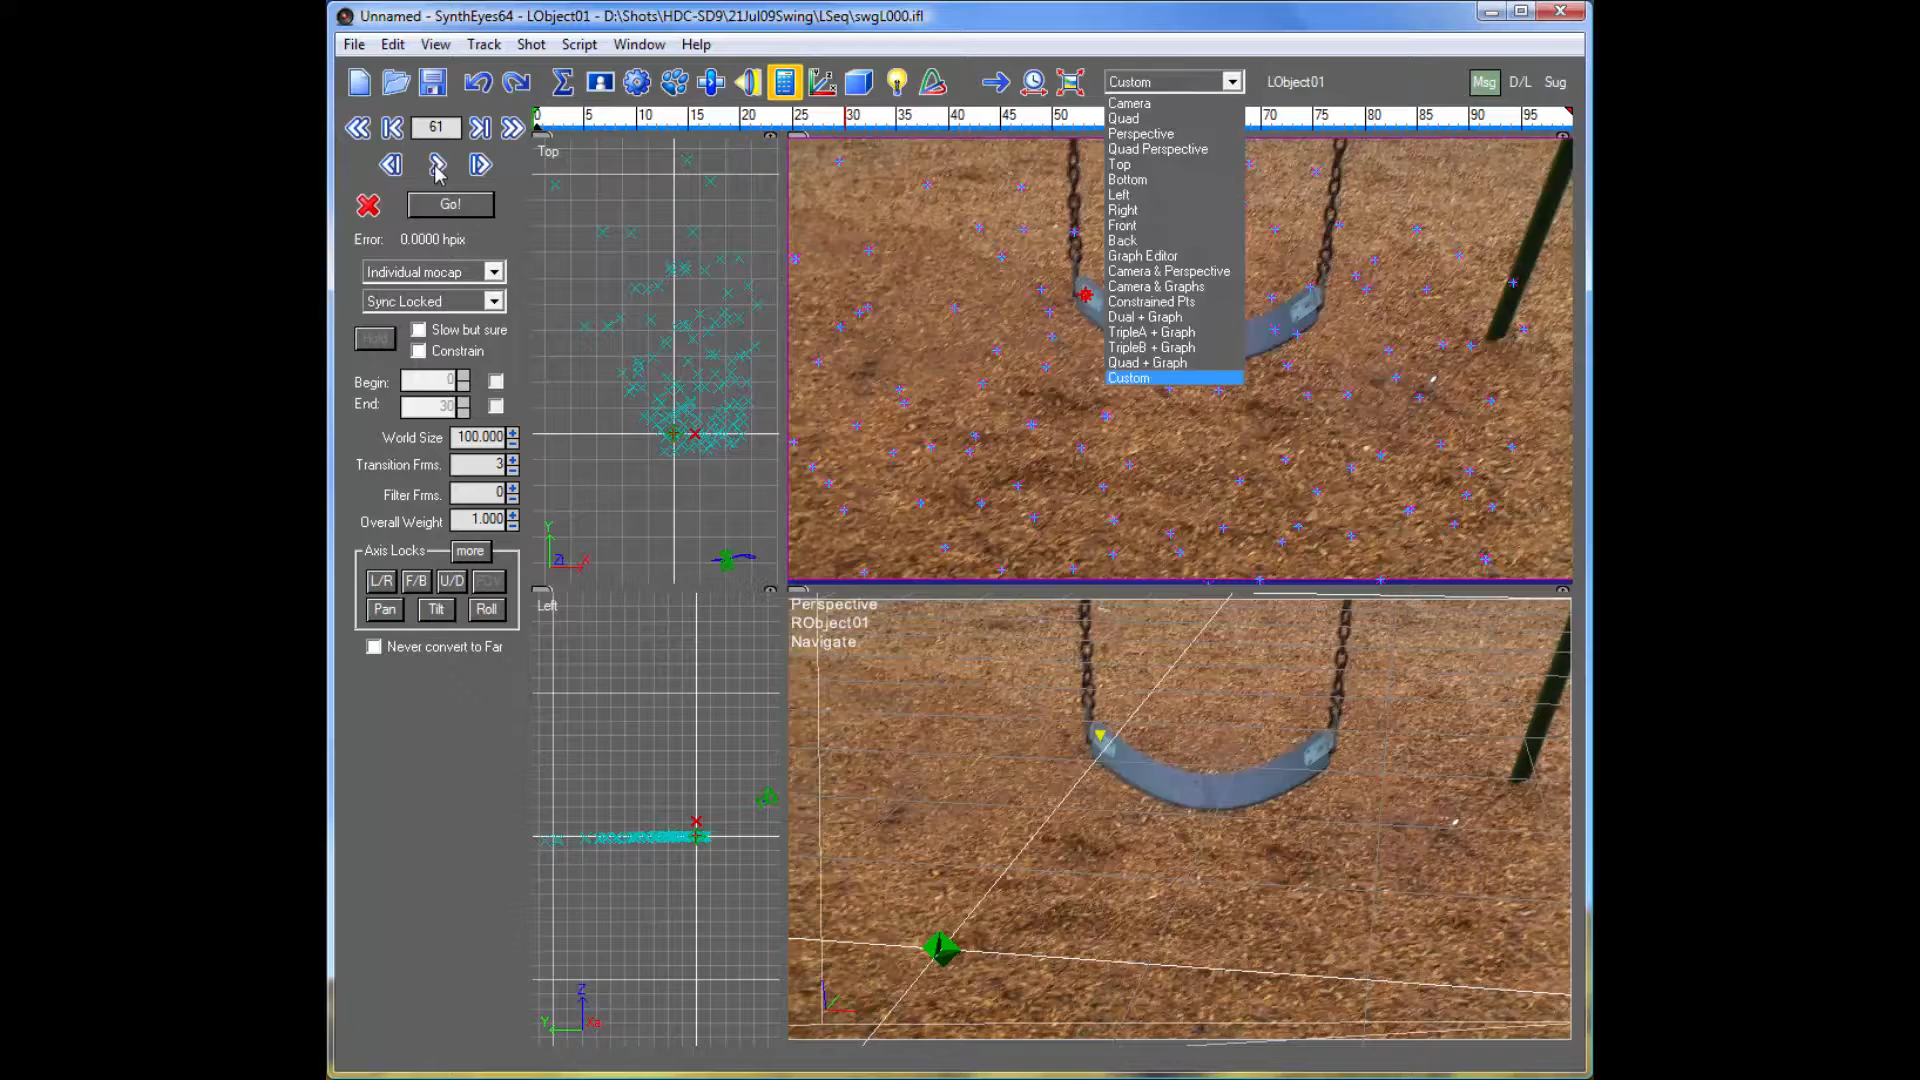 Unnamed - SynthEyes64 - LObject01 - D:\Shots\HDC-SD9\21Jul09Swing\LSeq\swgL000.ifl
File Edit View Track Shot Script Window Help
Custom LObject01 Msg D/L Sug
0 5 10 15 20 25 30 35 40 45 50 70 75 80 85 90 95
61
Go!
Error: 0.0000 hpix
Individual mocap
Sync Locked
Hold Slow but sure
Constrain
Begin: 0
End: 30
World Size 100.000
Transition Frms. 3
Filter Frms. 0
Overall Weight 1.000
Axis Locks more
L/R F/B U/D FOV
Pan Tilt Roll
Never convert to Far
Camera
Quad
Perspective
Quad Perspective
Top
Bottom
Left
Right
Front
Back
Graph Editor
Camera & Perspective
Camera & Graphs
Constrained Pts
Dual + Graph
TripleA + Graph
TripleB + Graph
Quad + Graph
Custom
Top
Y
Z X
Left
Z
Y Xa
Perspective
RObject01
Navigate